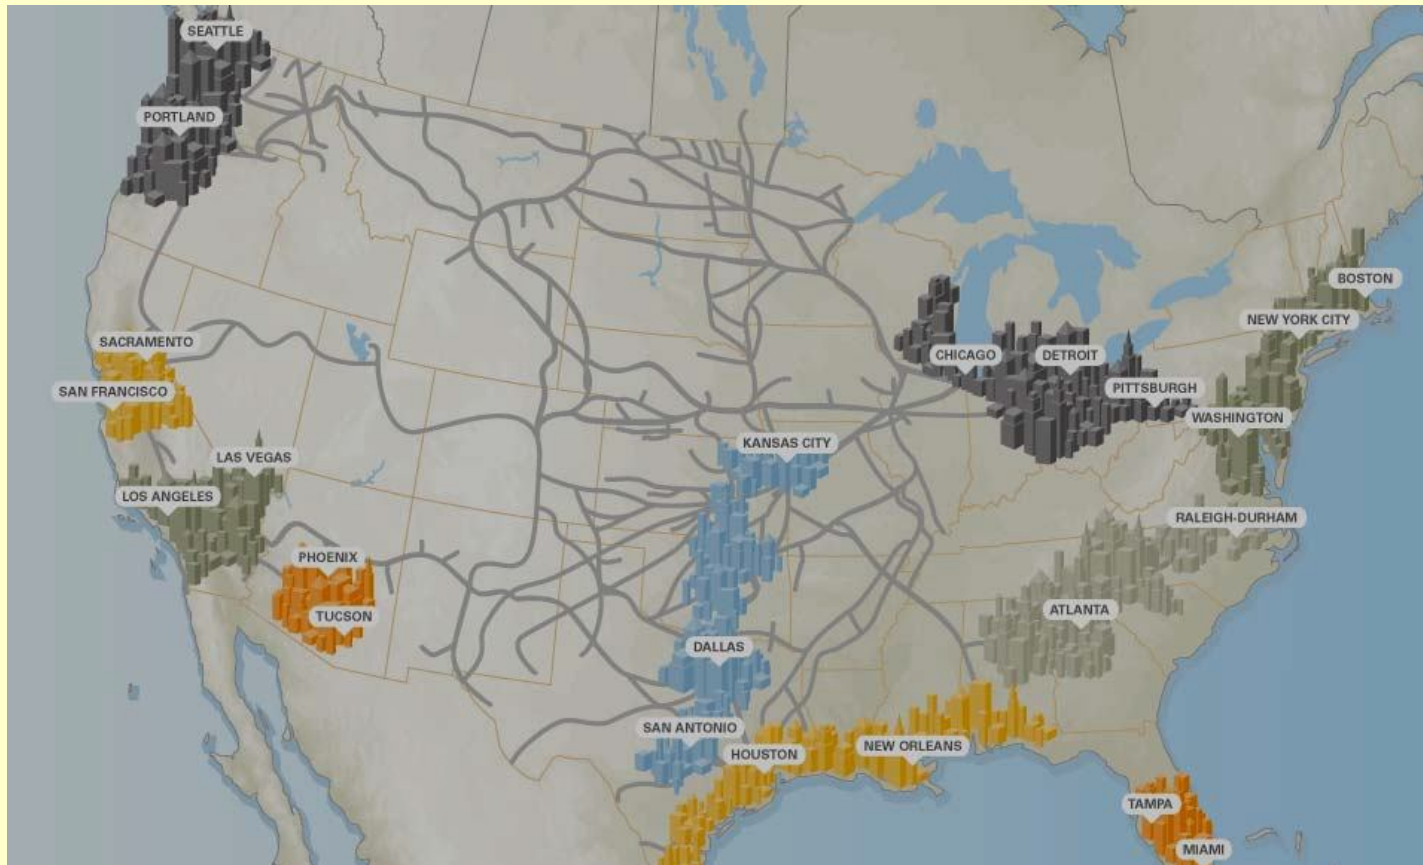 SEATTLE
PORTLAND
BOSTON
NEW YORK CITY
SACRAMENTO
CHICAGO
DETROIT
SAN FRANCISCO
PITTSBURGH
WASHINGTON
KANSAS CITY
LAS VEGAS
LOS ANGELES
RALEIGH-DURHAM
PHOENIX
TUCSON
ATLANTA
DALLAS
SAN ANTONIO
HOUSTON
NEW ORLEANS
TAMPA
MIAMI